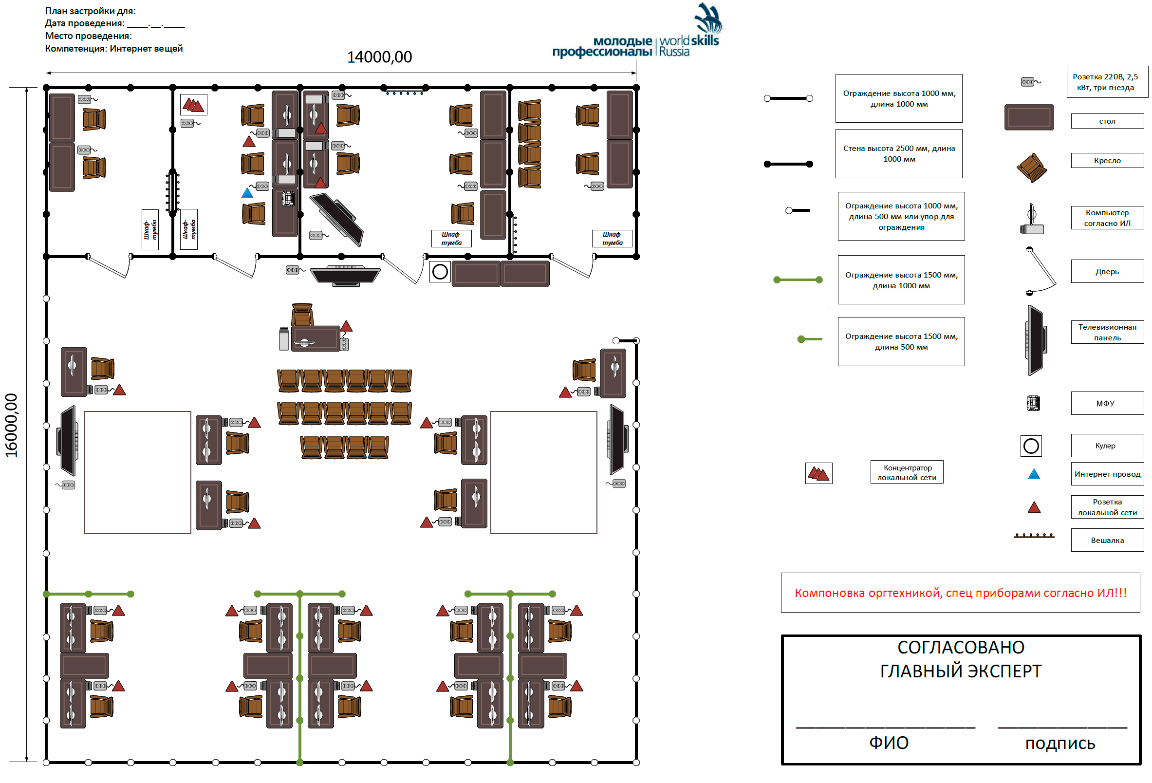 План застройки для:
Дата проведения: ____.__.____
Место проведения:
Компетенция: Интернет вещей
молодые
профессионалы
worldskills
Russia
14000,00
16000,00
Шкаф-
тумба
Шкаф-
тумба
Шкаф
тумба
Шкаф
тумба
Ограждение высота 1000 мм,
длина 1000 мм
Стена высота 2500 мм, длина
1000 мм
Ограждение высота 1000 мм,
длина 500 мм или упор для
ограждения
Ограждение высота 1500 мм,
длина 1000 мм
Ограждение высота 1500 мм,
длина 500 мм
Концентратор
локальной сети
Розетка 220В, 2,5
кВт, три гнезда
стол
Кресло
Компьютер
согласно ИЛ
Дверь
Телевизионная
панель
МФУ
Кулер
Интернет провод
Розетка
локальной сети
Вешалка
Компоновка оргтехникой, спец приборами согласно ИЛ!!!
СОГЛАСОВАНО
ГЛАВНЫЙ ЭКСПЕРТ
ФИО
подпись